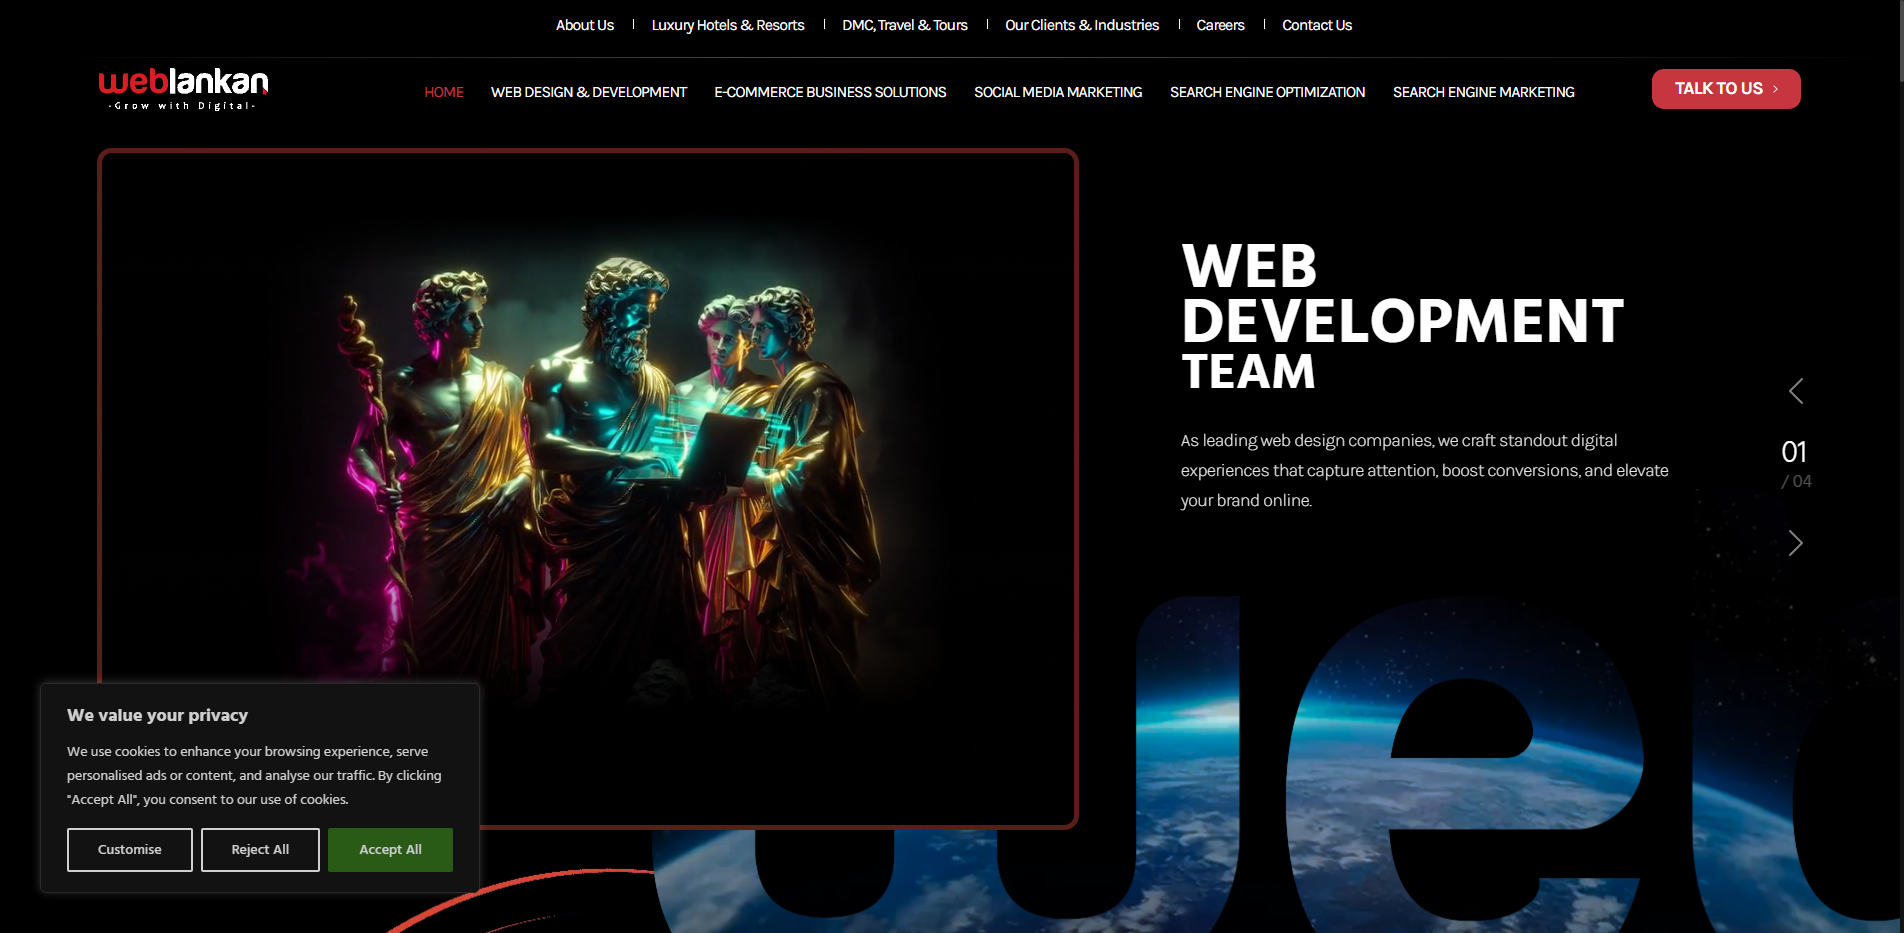 About Us
Luxury Hotels & Resorts
DMC, Travel & Tours
Our Clients & Industries
Careers
Contact Us
weblankan
-Grow with Digital-
HOME
WEB DESIGN & DEVELOPMENT
E-COMMERCE BUSINESS SOLUTIONS
SOCIAL MEDIA MARKETING
SEARCH ENGINE OPTIMIZATION
SEARCH ENGINE MARKETING
TALK TO US
WEB
DEVELOPMENT
TEAM
As leading web design companies, we craft standout digital
experiences that capture attention, boost conversions, and elevate
your brand online.
01
/ 04
We value your privacy
We use cookies to enhance your browsing experience, serve
personalised ads or content, and analyse our traffic. By clicking
"Accept All", you consent to our use of cookies.
Customise
Reject All
Accept All
we